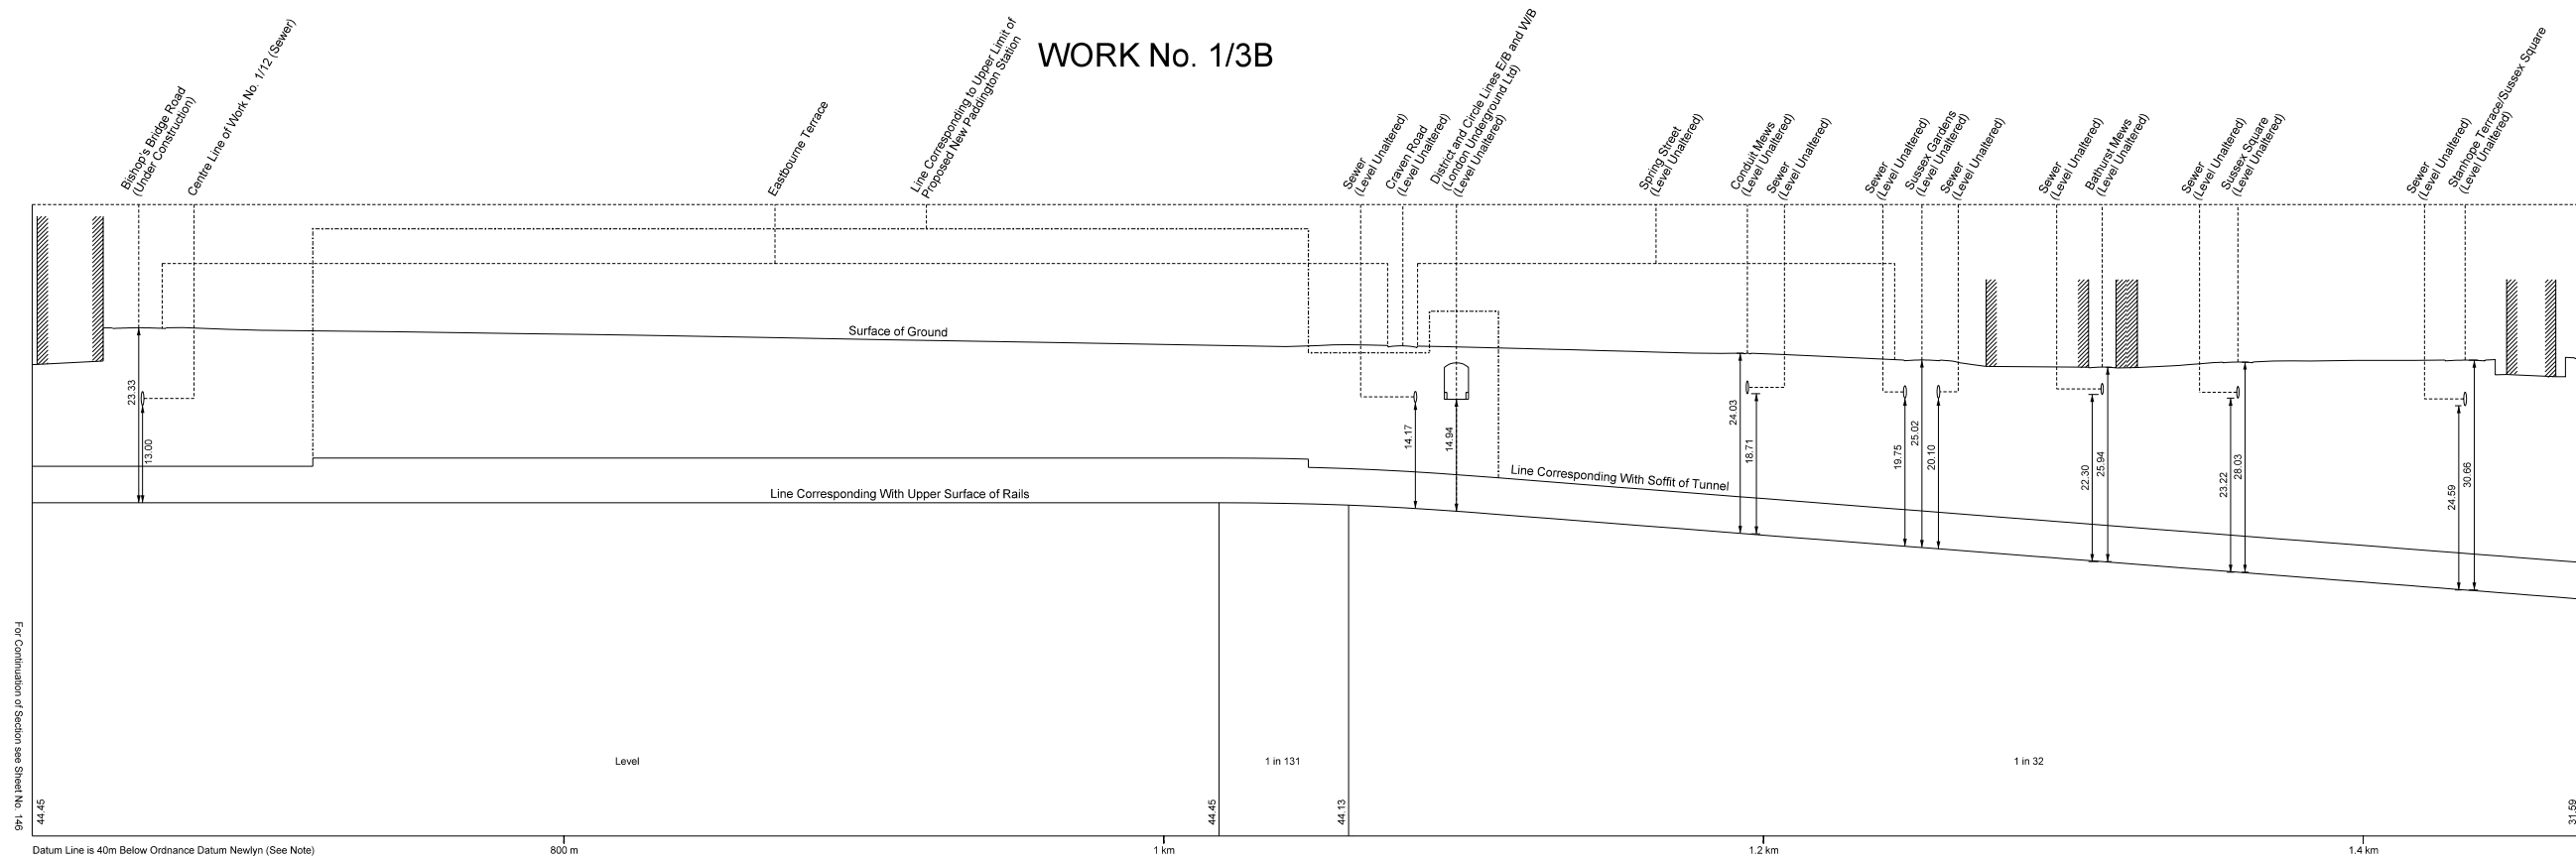 WORK No. 1/3B
Bishop's Bridge Road
(Under Construction)
Centre Line of Work No. 1/12 (Sewer)
Eastbourne Terrace
Line Corresponding to Upper Limit of
Proposed New Paddington Station
Sewer
(Level Unaltered)
Craven Road
(Level Unaltered)
District and Circle Lines E/B and W/B
(London Underground Ltd)
(Level Unaltered)
Spring Street
(Level Unaltered)
Conduit Mews
(Level Unaltered)
Sewer
(Level Unaltered)
Sewer
(Level Unaltered)
Sussex Gardens
(Level Unaltered)
Sewer
(Level Unaltered)
Sewer
(Level Unaltered)
Bathurst Mews
(Level Unaltered)
Sewer
(Level Unaltered)
Sussex Square
(Level Unaltered)
Sewer
(Level Unaltered)
Stanhope Terrace/Sussex Square
(Level Unaltered)
Surface of Ground
23.33
13.00
14.17
14.94
24.03
18.71
19.75
25.02
20.10
22.30
25.94
23.22
28.03
24.59
30.66
Line Corresponding With Soffit of Tunnel
Line Corresponding With Upper Surface of Rails
For Continuation of Section see Sheet No. 146
Level
1 in 131
1 in 32
44.45
44.45
44.13
31.59
Datum Line is 40m Below Ordnance Datum Newlyn (See Note)
800 m
1 km
1.2 km
1.4 km